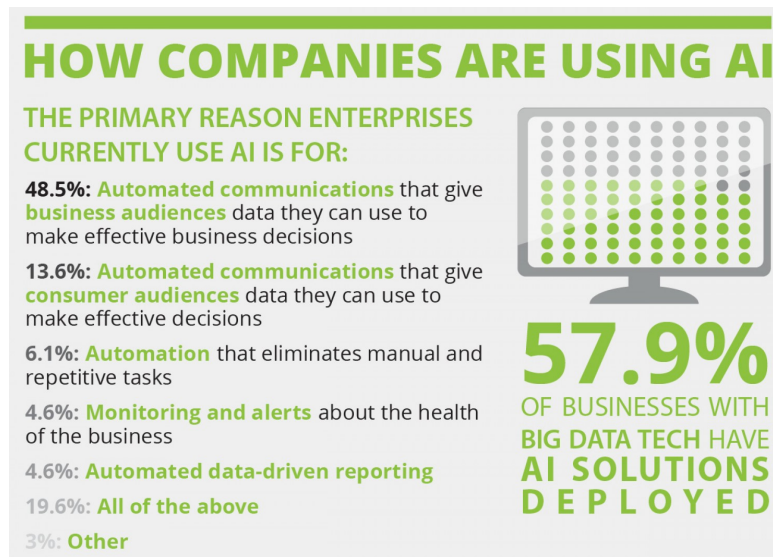 HOW COMPANIES ARE USING AI
THE PRIMARY REASON ENTERPRISES
CURRENTLY USE AI IS FOR:
48.5%: Automated communications that give
business audiences data they can use to
make effective business decisions
13.6%: Automated communications that give
consumer audiences data they can use to
make effective decisions
6.1%: Automation that eliminates manual and
repetitive tasks
4.6%: Monitoring and alerts about the health
of the business
4.6%: Automated data-driven reporting
19.6%: All of the above
3%: Other
57.9%
OF BUSINESSES WITH
BIG DATA TECH HAVE
AI SOLUTIONS
DEPLOYED